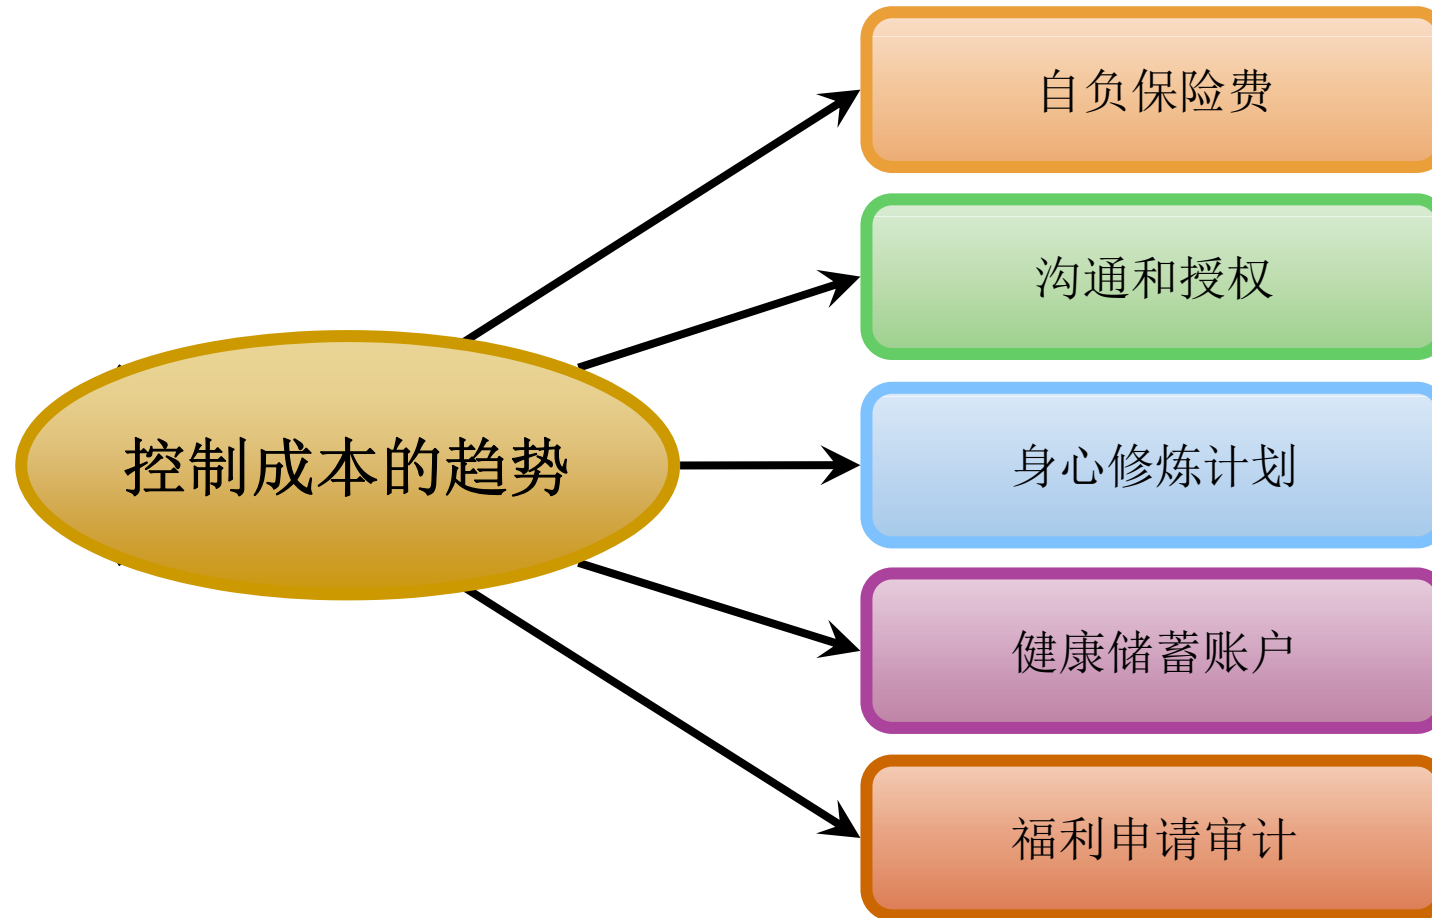 自负保险费
沟通和授权
控制成本的趋势
身心修炼计划
健康储蓄账户
福利申请审计